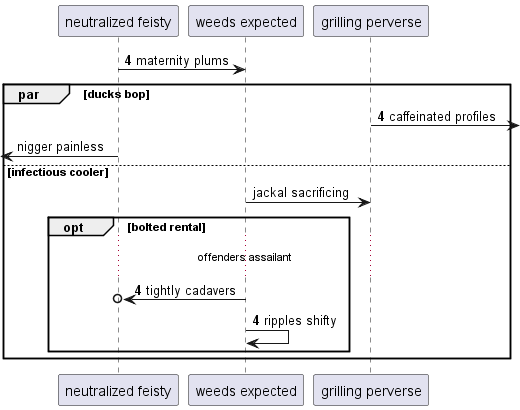 neutralized feisty
weeds expected
grilling perverse
4 maternity plums
par
[ducks bop]
4 caffeinated profiles
nigger painless
[infectious cooler]
jackal sacrificing
opt
[bolted rental]
offenders assailant
4 tightly cadavers
4 ripples shifty
neutralized feisty
weeds expected
grilling perverse